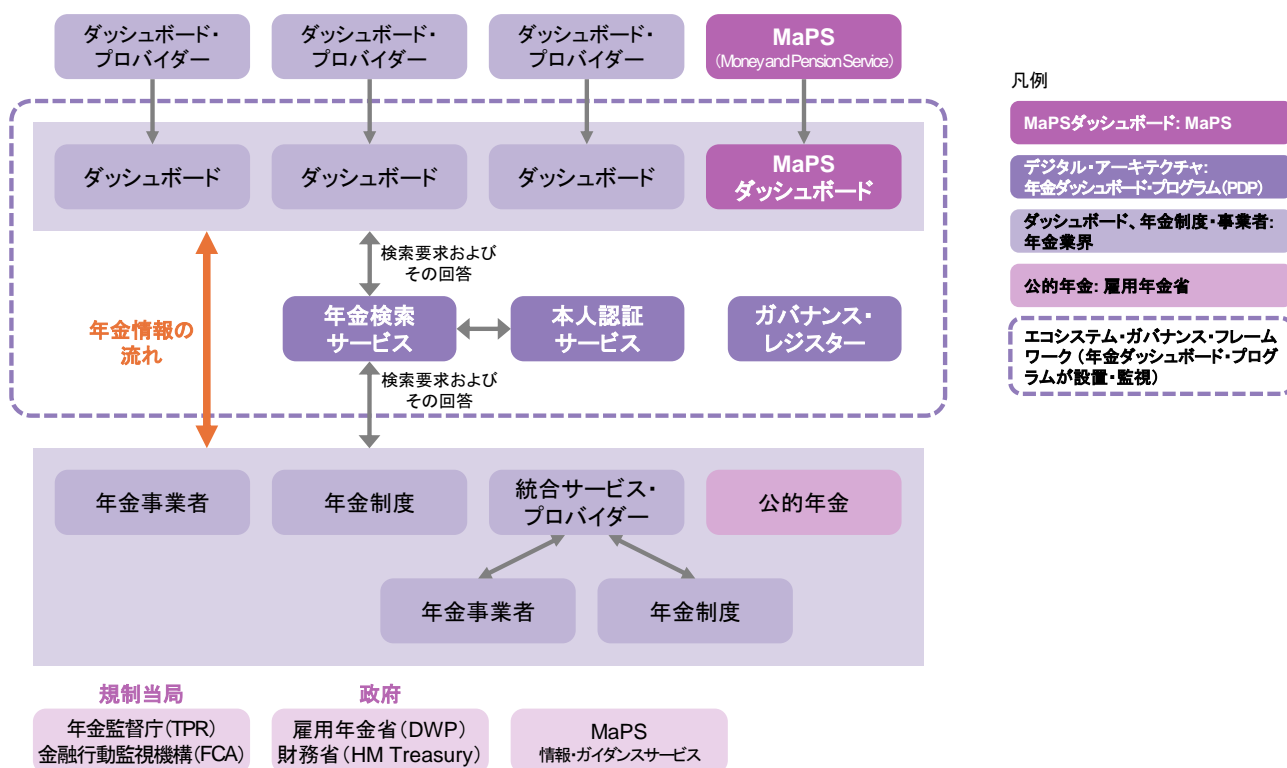 ダッシュボード・
プロバイダー
ダッシュボード・
プロバイダー
ダッシュボード・
プロバイダー
MaPS
(Money and Pension Service)
ダッシュボード
ダッシュボード
ダッシュボード
MaPS
ダッシュボード
検索要求および
その回答
年金情報の
流れ
年金検索
サービス
本人認証
サービス
ガバナンス・
レジスター
検索要求および
その回答
年金事業者
年金制度
統合サービス・
プロバイダー
公的年金
年金事業者
年金制度
規制当局
年金監督庁(TPR)
金融行動監視機構(FCA)
政府
雇用年金省(DWP)
財務省(HM Treasury)
MaPS
情報・ガイダンスサービス
凡例
MaPSダッシュボード: MaPS
デジタル・アーキテクチャ:
年金ダッシュボード・プログラム(PDP)
ダッシュボード、年金制度・事業者:
年金業界
公的年金: 雇用年金省
エコシステム・ガバナンス・フレーム
ワーク (年金ダッシュボード・プログ
ラムが設置・監視)